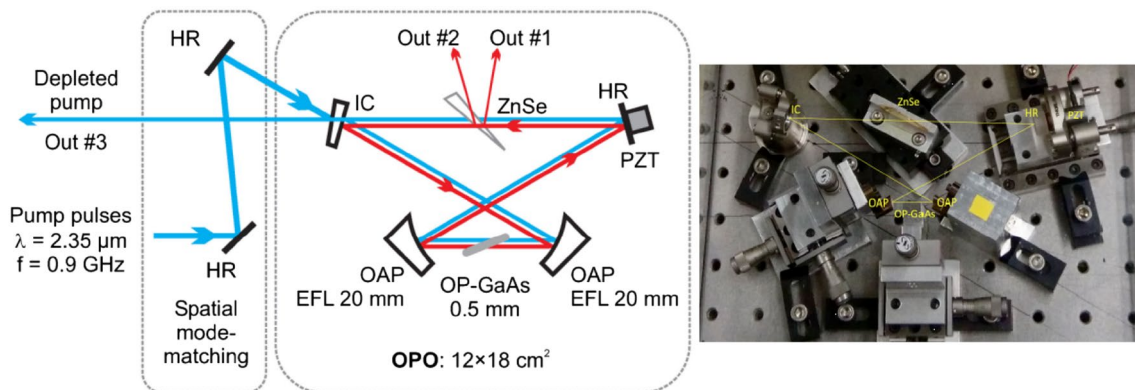 HR
Out #2
Out #1
Depleted
pump
HR
IC
ZnSe
Out #3
PZT
Pump pulses
λ = 2.35 µm
f = 0.9 GHz
HR
OAP
EFL 20 mm
OP-GaAs
0.5 mm
OAP
EFL 20 mm
Spatial
mode-
matching
OPO: 12×18 cm²
IC
ZnSe
HR
PZT
OAP
OP-GaAs
OAP